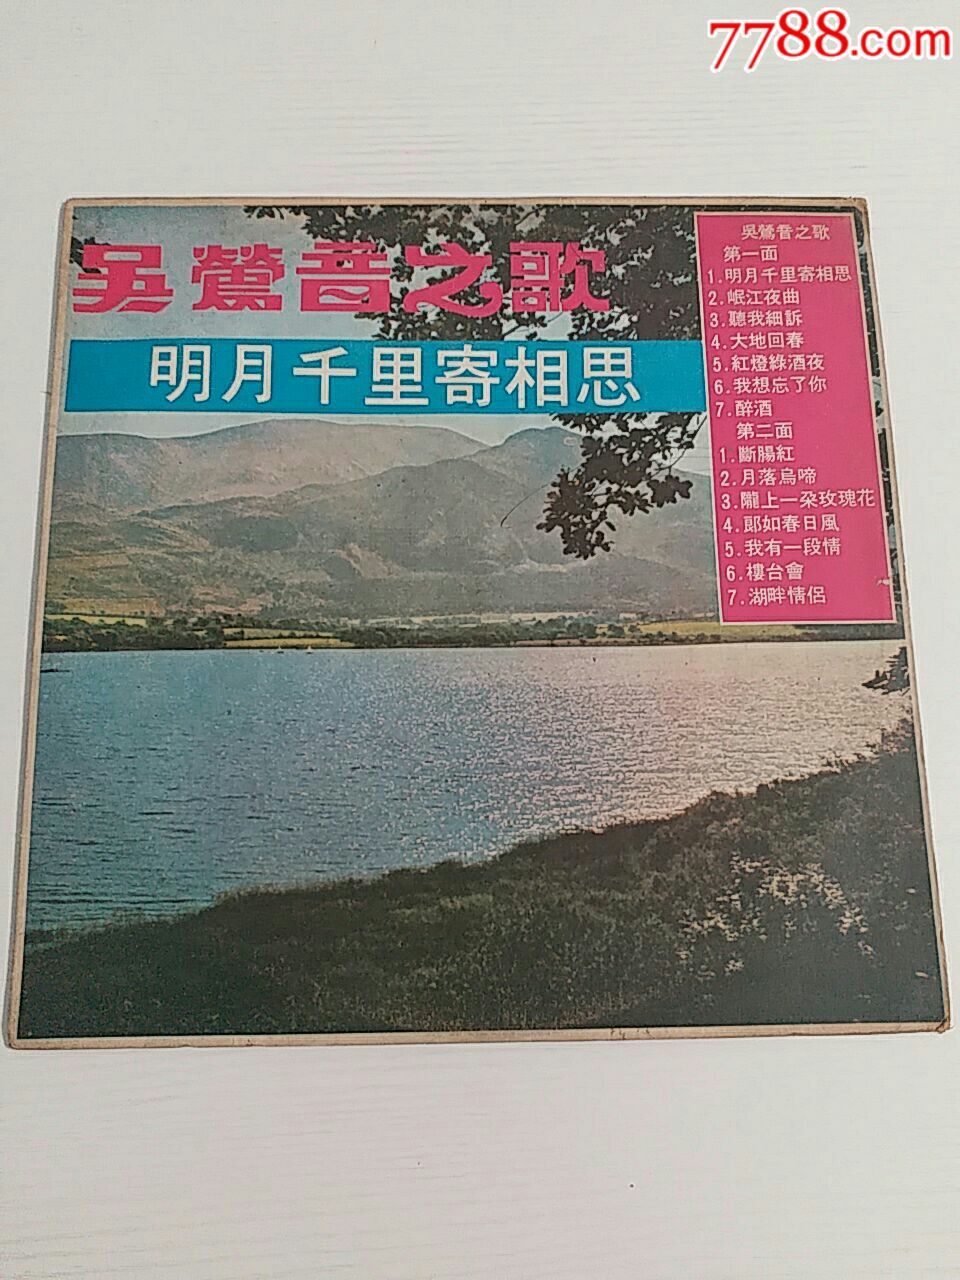 7788.com
吳鶯音之歌
明月千里寄相思
吳鶯音之歌
第一面
1.明月千里寄相思
2.岷江夜曲
3.聽我細訴
4.大地回春
5.紅燈綠酒夜
6.我想忘了你
7.醉酒
第二面
1.斷腸紅
2.月落烏啼
3.隴上一朵玫瑰花
4.郞如春日風
5.我有一段情
6.樓台會
7.湖畔情侶